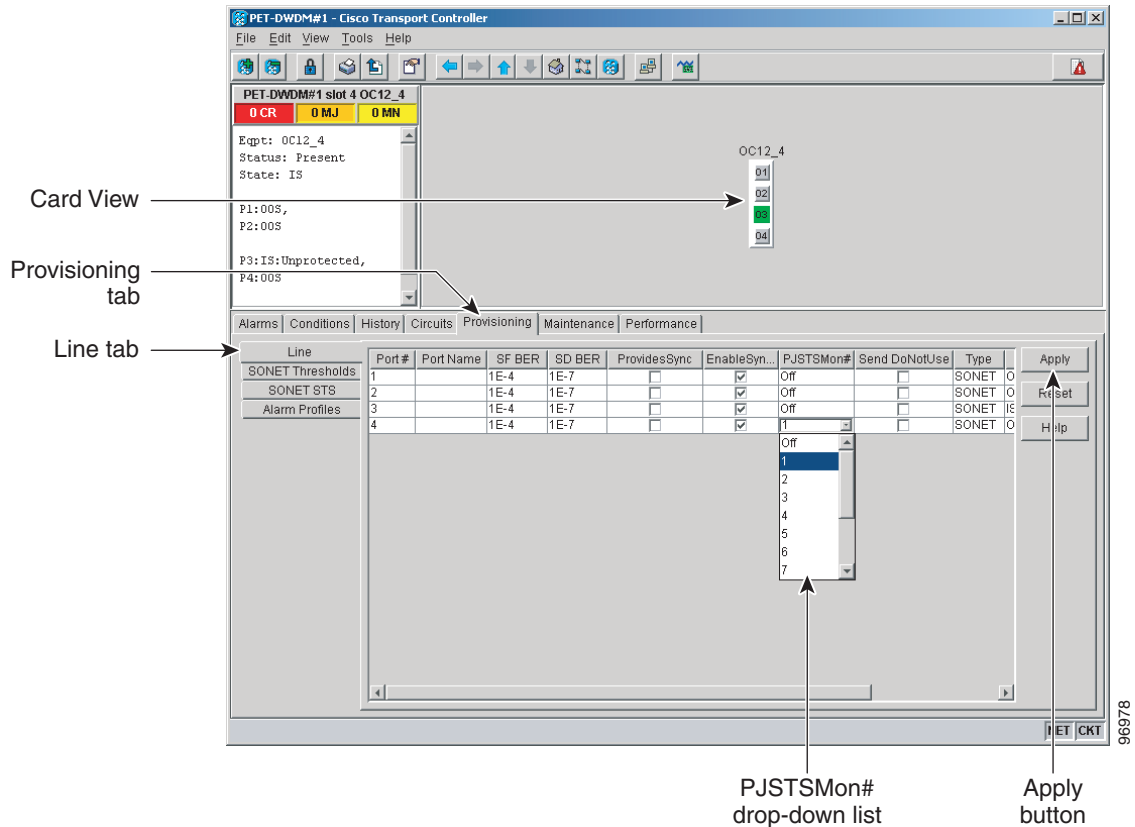 PET-DWDM#1 - Cisco Transport Controller
File Edit View Tools Help
PET-DWDM#1 slot 4 OC12_4
0 CR 0 MJ 0 MN
Eqpt: OC12_4
Status: Present
State: IS
P1:OOS,
P2:OOS
P3:IS:Unprotected,
P4:OOS
OC12_4
01
02
03
04
Card View
Provisioning
tab
Line tab
Alarms Conditions History Circuits Provisioning Maintenance Performance
Line
SONET Thresholds
SONET STS
Alarm Profiles
Port # Port Name SF BER SD BER ProvidesSync EnableSyn... PJSTSMon# Send DoNotUse Type
1 1E-4 1E-7 Off SONET O
2 1E-4 1E-7 Off SONET O
3 1E-4 1E-7 Off SONET IS
4 1E-4 1E-7 1 SONET O
Off
1
2
3
4
5
6
7
Apply
Reset
Help
NET CKT
96978
PJSTSMon#
drop-down list
Apply
button